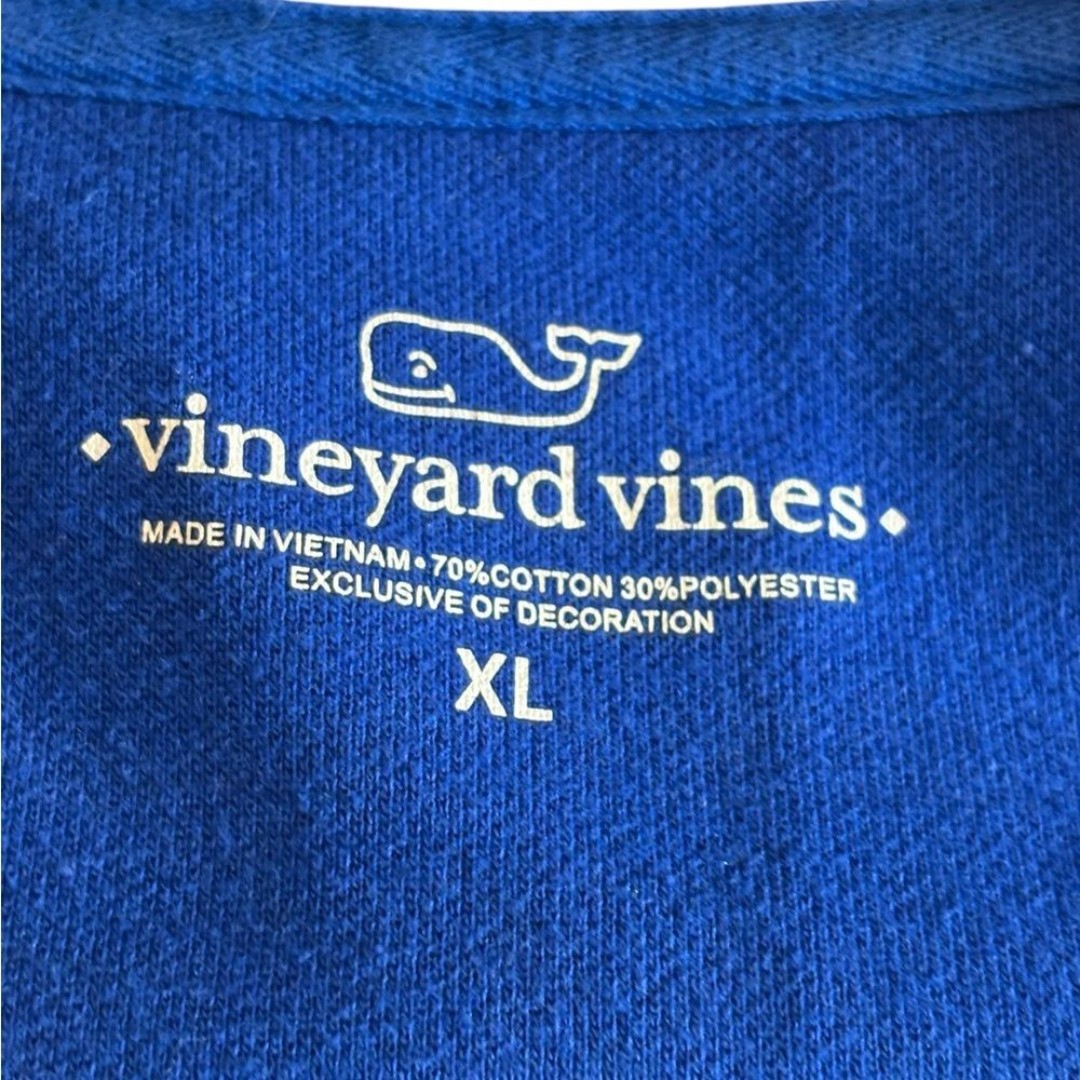 vineyard vines
MADE IN VIETNAM • 70%COTTON 30%POLYESTER
EXCLUSIVE OF DECORATION
XL